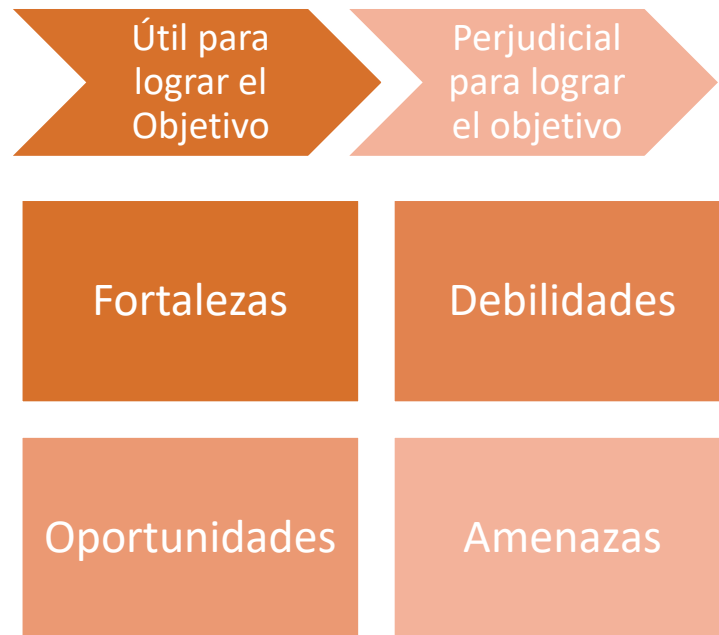 Útil para
lograr el
Objetivo
Perjudicial
para lograr
el objetivo
Fortalezas
Debilidades
Oportunidades
Amenazas